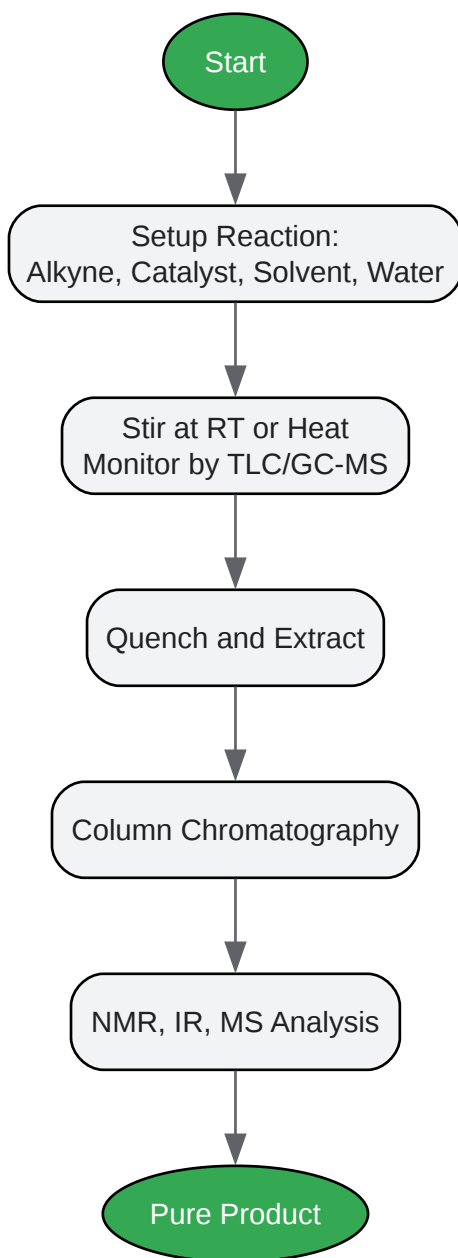 Start
Setup Reaction:
Alkyne, Catalyst, Solvent, Water
Stir at RT or Heat
Monitor by TLC/GC-MS
Quench and Extract
Column Chromatography
NMR, IR, MS Analysis
Pure Product